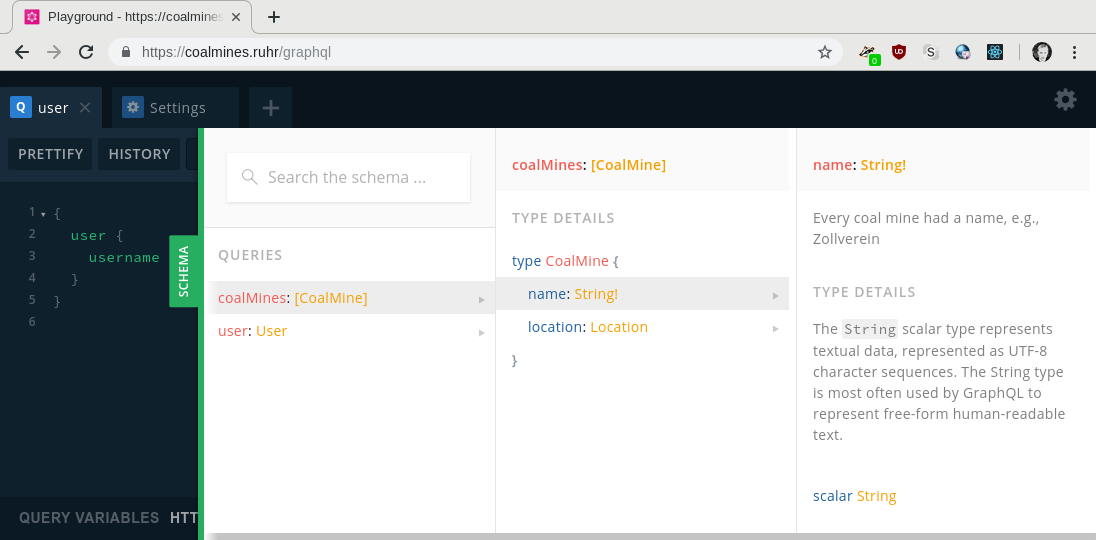 Playground - https://coalmines
https://coalmines.ruhr/graphql
0
Q user
Settings
PRETTIFY HISTORY
1 {
2 user {
3 username
4 }
5 }
6
SCHEMA
QUERY VARIABLES HTT
Search the schema ...
QUERIES
coalMines: [CoalMine]
user: User
coalMines: [CoalMine]
TYPE DETAILS
type CoalMine {
name: String!
location: Location
}
name: String!
Every coal mine had a name, e.g.,
Zollverein
TYPE DETAILS
The String scalar type represents
textual data, represented as UTF-8
character sequences. The String type
is most often used by GraphQL to
represent free-form human-readable
text.
scalar String